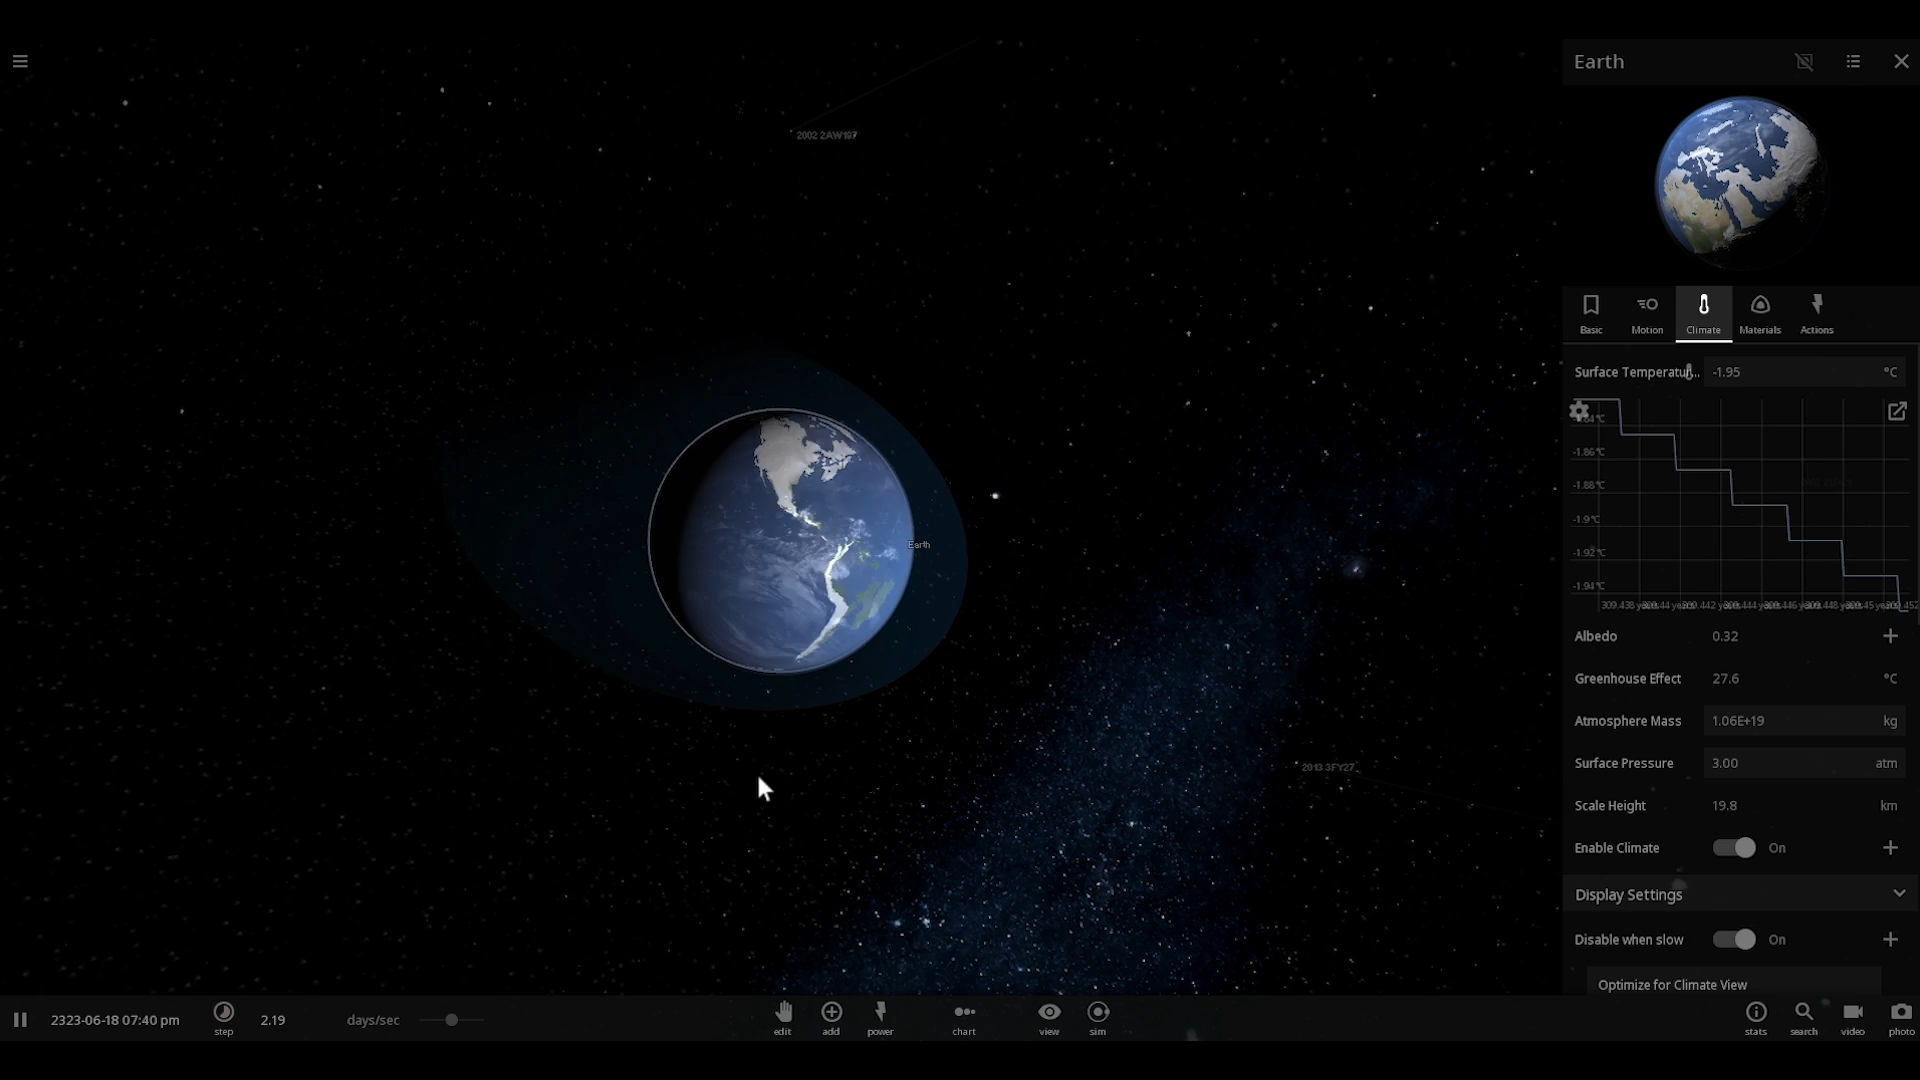 Earth
2002 2AW197
Basic
Motion
Climate
Materials
Actions
Surface Temperatur... -1.95 °C
-1.86 °C
-1.88 °C
-1.9 °C
-1.92 °C
-1.94 °C
Earth
Albedo 0.32
Greenhouse Effect 27.6 °C
Atmosphere Mass 1.06E+19 kg
Surface Pressure 3.00 atm
2013 3FY27
Scale Height 19.8 km
Enable Climate On
Display Settings
Disable when slow On
Optimize for Climate View
2323-06-18 07:40 pm
step
2.19 days/sec
edit
add
power
chart
view
sim
stats
search
video
photo